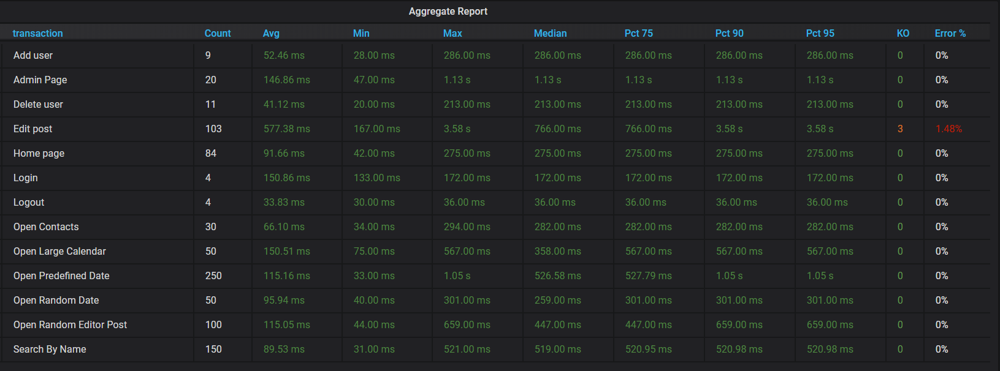 Aggregate Report
transaction Count Avg Min Max Median Pct 75 Pct 90 Pct 95 KO Error %
Add user 9 52.46 ms 28.00 ms 286.00 ms 286.00 ms 286.00 ms 286.00 ms 286.00 ms 0 0%
Admin Page 20 146.86 ms 47.00 ms 1.13 s 1.13 s 1.13 s 1.13 s 1.13 s 0 0%
Delete user 11 41.12 ms 20.00 ms 213.00 ms 213.00 ms 213.00 ms 213.00 ms 213.00 ms 0 0%
Edit post 103 577.38 ms 167.00 ms 3.58 s 766.00 ms 766.00 ms 3.58 s 3.58 s 3 1.48%
Home page 84 91.66 ms 42.00 ms 275.00 ms 275.00 ms 275.00 ms 275.00 ms 275.00 ms 0 0%
Login 4 150.86 ms 133.00 ms 172.00 ms 172.00 ms 172.00 ms 172.00 ms 172.00 ms 0 0%
Logout 4 33.83 ms 30.00 ms 36.00 ms 36.00 ms 36.00 ms 36.00 ms 36.00 ms 0 0%
Open Contacts 30 66.10 ms 34.00 ms 294.00 ms 282.00 ms 282.00 ms 282.00 ms 282.00 ms 0 0%
Open Large Calendar 50 150.51 ms 75.00 ms 567.00 ms 358.00 ms 567.00 ms 567.00 ms 567.00 ms 0 0%
Open Predefined Date 250 115.16 ms 33.00 ms 1.05 s 526.58 ms 527.79 ms 1.05 s 1.05 s 0 0%
Open Random Date 50 95.94 ms 40.00 ms 301.00 ms 259.00 ms 301.00 ms 301.00 ms 301.00 ms 0 0%
Open Random Editor Post 100 115.05 ms 44.00 ms 659.00 ms 447.00 ms 447.00 ms 659.00 ms 659.00 ms 0 0%
Search By Name 150 89.53 ms 31.00 ms 521.00 ms 519.00 ms 520.95 ms 520.98 ms 520.98 ms 0 0%